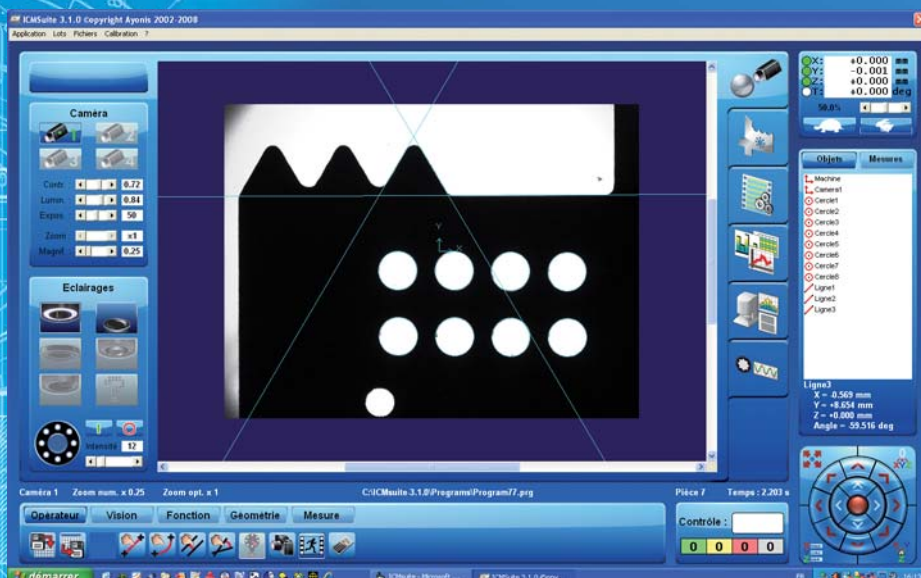 ICMSuite 3.1.0 Copyright Ayonis 2002-2008
Application Lots Fichiers Calibration ?
Caméra
Contr. 0.72
Lumin. 0.84
Expos. 50
Zoom x1
Magnif. 0.25
Eclairages
Intensité 12
Y
X
X: +0.000 mm
Y: -0.001 mm
Z: +0.000 mm
T: +0.000 deg
50.0%
Objets Mesures
Machine
Camera1
Cercle1
Cercle2
Cercle3
Cercle4
Cercle5
Cercle6
Cercle7
Cercle8
Ligne1
Ligne2
Ligne3
Ligne3
X = -0.569 mm
Y = +8.654 mm
Z = +0.000 mm
Angle = -59.516 deg
Caméra 1 Zoom num. x 0.25 Zoom opt. x 1 C:\ICMsuite 3.1.0\Programs\Program77.prg Pièce 7 Temps : 2.203 s
Opérateur Vision Fonction Géométrie Mesure
Contrôle :
0 0 0 0
démarrer